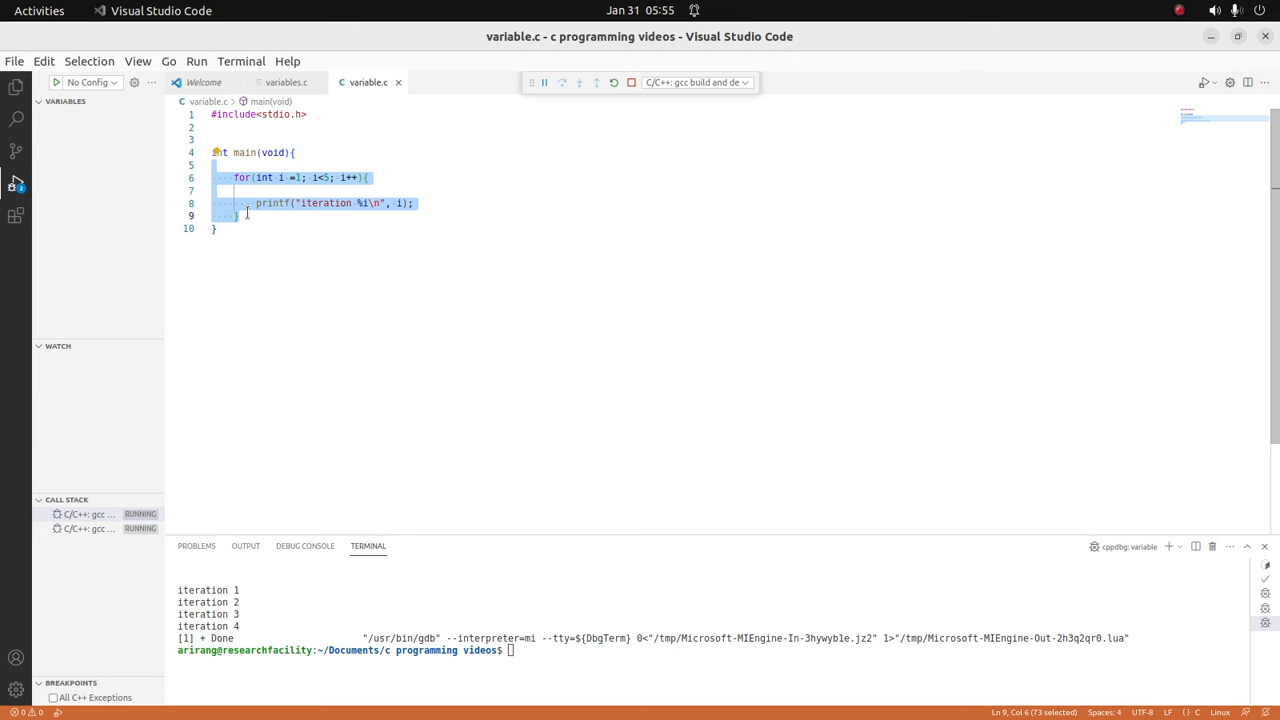 Activities Visual Studio Code Jan 31 05:55
variable.c - c programming videos - Visual Studio Code
File Edit Selection View Go Run Terminal Help
No Config Welcome variables.c variable.c C/C++: gcc build and de
VARIABLES
variable.c > main(void)
1 #include<stdio.h>
2
3
4 int main(void){
5
6 ····for(int·i·=1;·i<5;·i++){
7
8 ········printf("iteration·%i\n",·i);
9 ····}
10 }
WATCH
CALL STACK
C/C++: gcc ... RUNNING
C/C++: gcc ... RUNNING
BREAKPOINTS
All C++ Exceptions
2
PROBLEMS OUTPUT DEBUG CONSOLE TERMINAL cppdbg: variable
iteration 1
iteration 2
iteration 3
iteration 4
[1] + Done "/usr/bin/gdb" --interpreter=mi --tty=${DbgTerm} 0<"/tmp/Microsoft-MIEngine-In-3hywyb1e.jz2" 1>"/tmp/Microsoft-MIEngine-Out-2h3q2qr0.lua"
arirang@researchfacility:~/Documents/c programming videos$
0 0 Ln 9, Col 6 (73 selected) Spaces: 4 UTF-8 LF {} C Linux